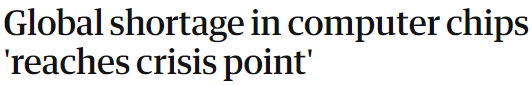 Global shortage in computer chips
'reaches crisis point'